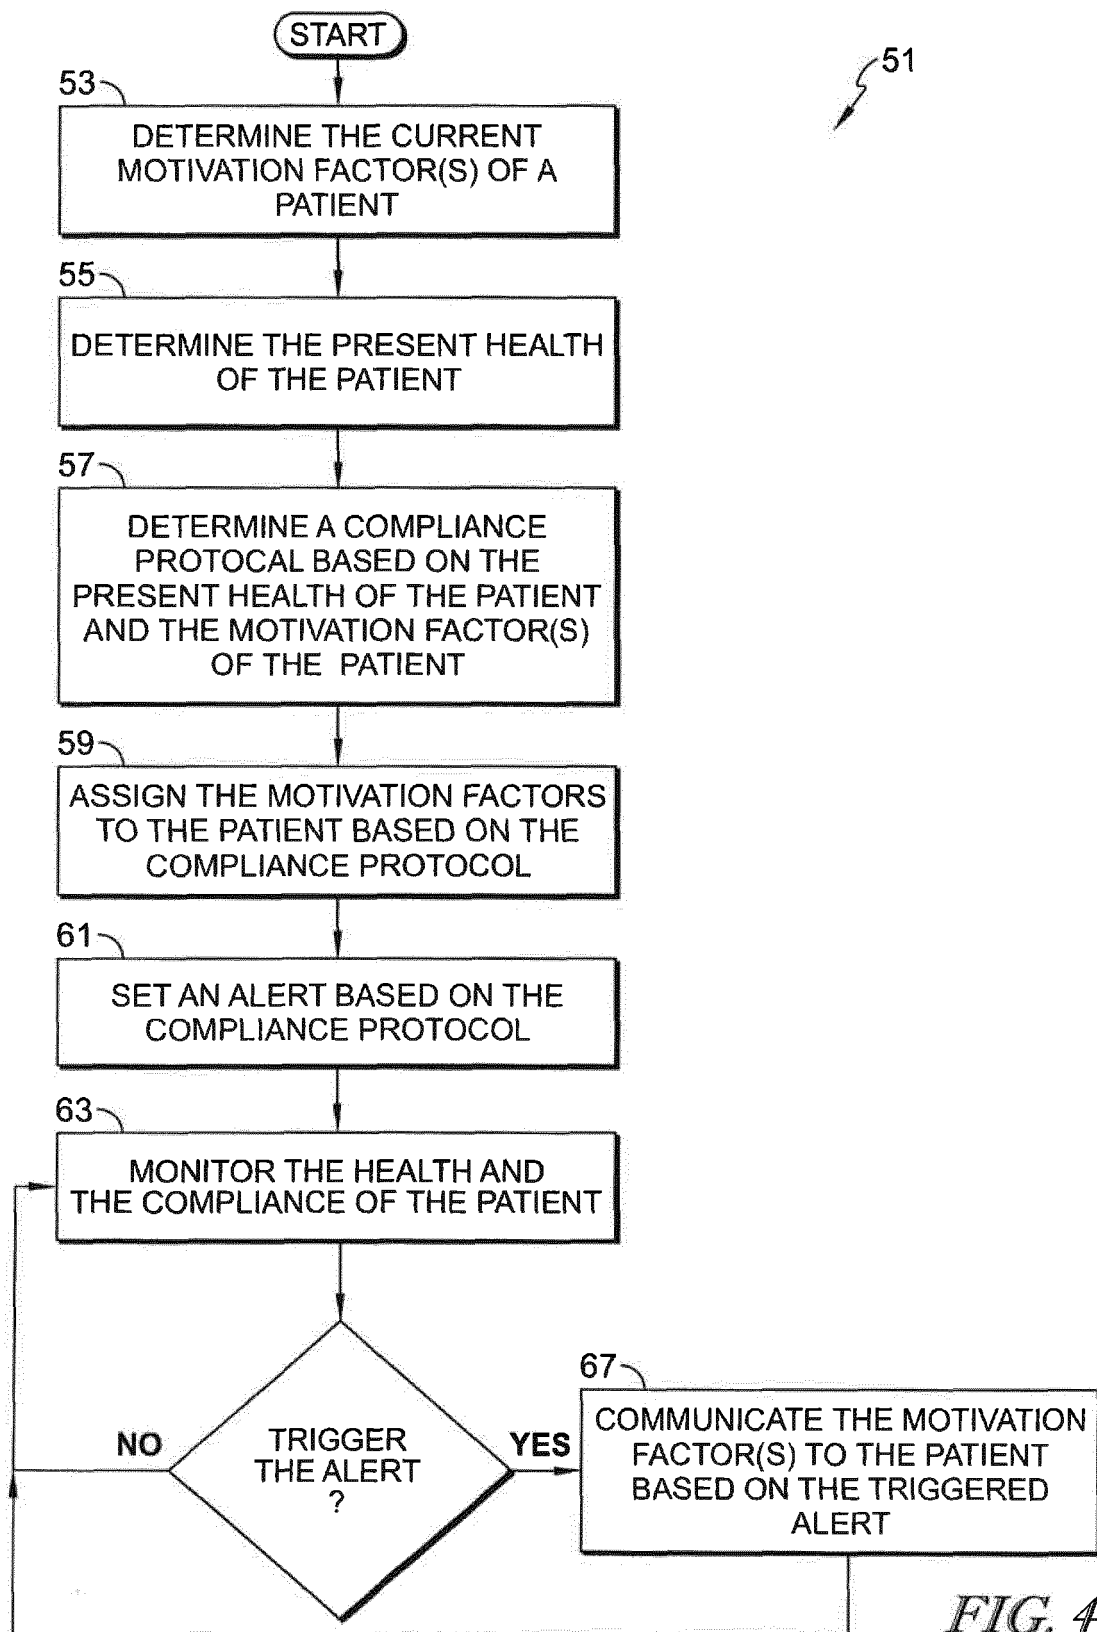 START
51
53
DETERMINE THE CURRENT
MOTIVATION FACTOR(S) OF A
PATIENT
55
DETERMINE THE PRESENT HEALTH
OF THE PATIENT
57
DETERMINE A COMPLIANCE
PROTOCAL BASED ON THE
PRESENT HEALTH OF THE PATIENT
AND THE MOTIVATION FACTOR(S)
OF THE PATIENT
59
ASSIGN THE MOTIVATION FACTORS
TO THE PATIENT BASED ON THE
COMPLIANCE PROTOCOL
61
SET AN ALERT BASED ON THE
COMPLIANCE PROTOCOL
63
MONITOR THE HEALTH AND
THE COMPLIANCE OF THE PATIENT
NO
TRIGGER
THE ALERT
?
YES
67
COMMUNICATE THE MOTIVATION
FACTOR(S) TO THE PATIENT
BASED ON THE TRIGGERED
ALERT
FIG. 4